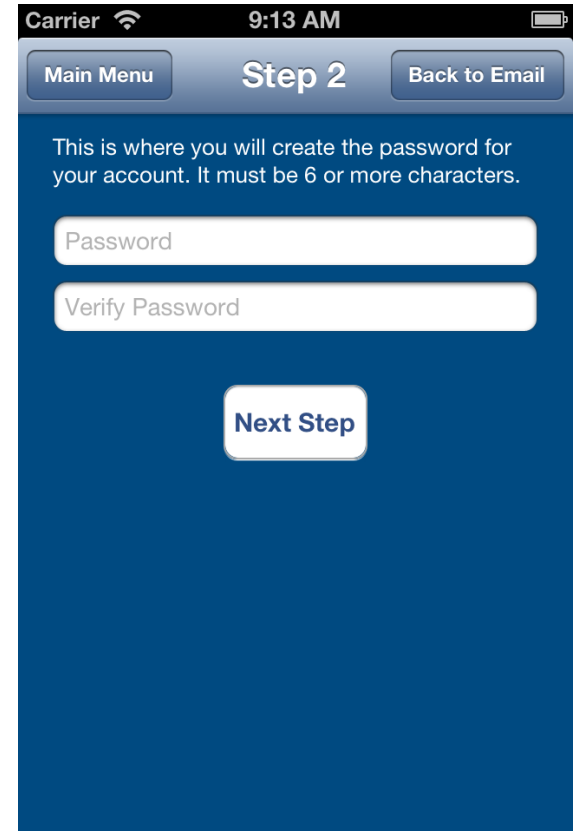 Carrier 9:13 AM
Main Menu Step 2 Back to Email
This is where you will create the password for
your account. It must be 6 or more characters.
Password
Verify Password
Next Step